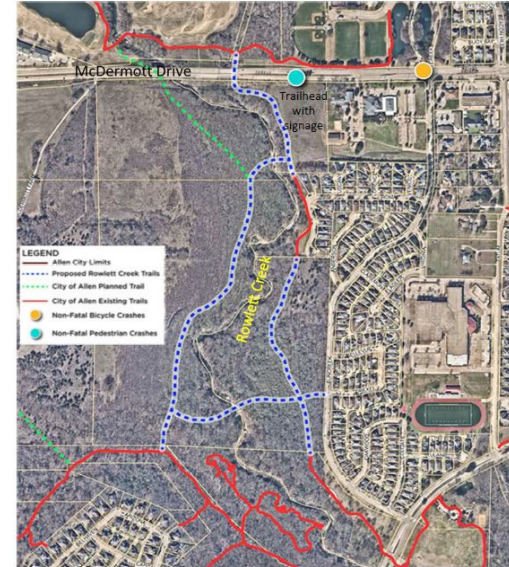 McDermott Drive
Trailhead
with
signage
Rowlett Creek
LEGEND
Allen City Limits
Proposed Rowlett Creek Trails
City of Allen Planned Trail
City of Allen Existing Trails
Non-Fatal Bicycle Crashes
Non-Fatal Pedestrian Crashes